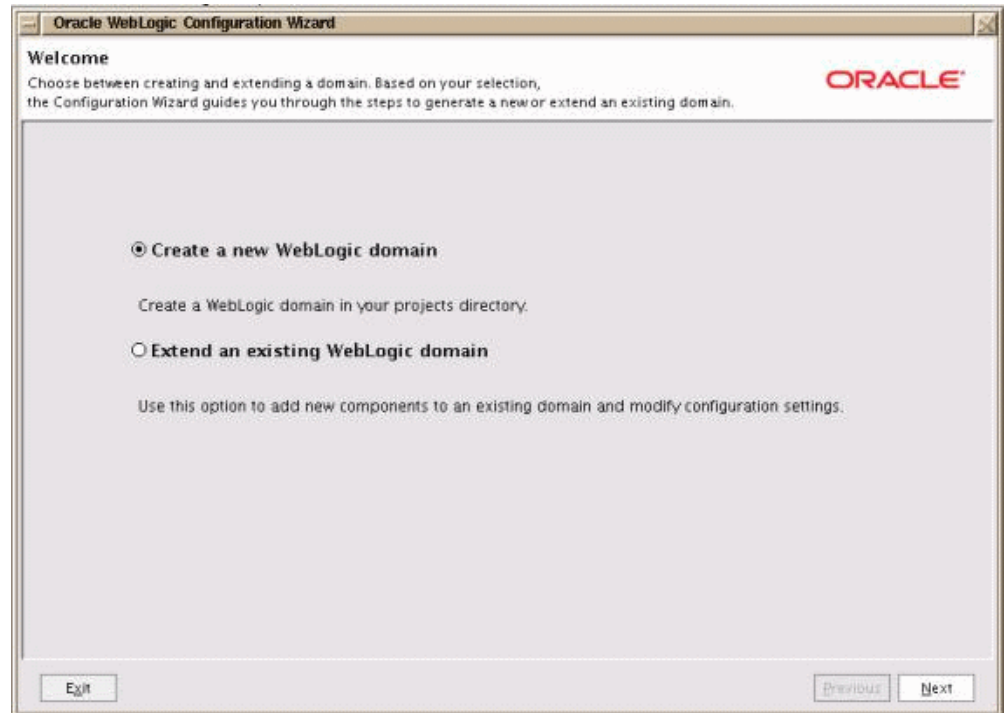 Oracle WebLogic Configuration Wizard
Welcome
Choose between creating and extending a domain. Based on your selection,
the Configuration Wizard guides you through the steps to generate a new or extend an existing domain.
ORACLE
Create a new WebLogic domain
Create a WebLogic domain in your projects directory.
Extend an existing WebLogic domain
Use this option to add new components to an existing domain and modify configuration settings.
Exit
Previous
Next